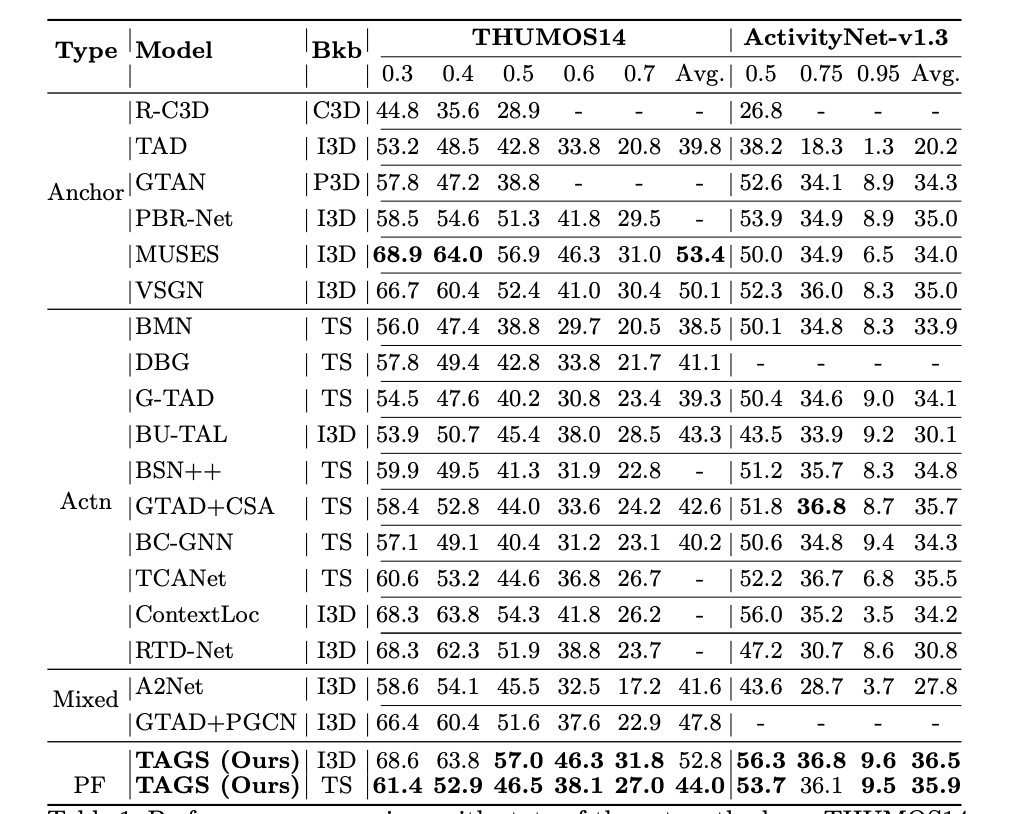 Type Model Bkb THUMOS14 ActivityNet-v1.3
0.3 0.4 0.5 0.6 0.7 Avg. 0.5 0.75 0.95 Avg.
Anchor
R-C3D C3D 44.8 35.6 28.9 - - - 26.8 - - -
TAD I3D 53.2 48.5 42.8 33.8 20.8 39.8 38.2 18.3 1.3 20.2
GTAN P3D 57.8 47.2 38.8 - - - 52.6 34.1 8.9 34.3
PBR-Net I3D 58.5 54.6 51.3 41.8 29.5 - 53.9 34.9 8.9 35.0
MUSES I3D 68.9 64.0 56.9 46.3 31.0 53.4 50.0 34.9 6.5 34.0
VSGN I3D 66.7 60.4 52.4 41.0 30.4 50.1 52.3 36.0 8.3 35.0
Actn
BMN TS 56.0 47.4 38.8 29.7 20.5 38.5 50.1 34.8 8.3 33.9
DBG TS 57.8 49.4 42.8 33.8 21.7 41.1 - - - -
G-TAD TS 54.5 47.6 40.2 30.8 23.4 39.3 50.4 34.6 9.0 34.1
BU-TAL I3D 53.9 50.7 45.4 38.0 28.5 43.3 43.5 33.9 9.2 30.1
BSN++ TS 59.9 49.5 41.3 31.9 22.8 - 51.2 35.7 8.3 34.8
GTAD+CSA TS 58.4 52.8 44.0 33.6 24.2 42.6 51.8 36.8 8.7 35.7
BC-GNN TS 57.1 49.1 40.4 31.2 23.1 40.2 50.6 34.8 9.4 34.3
TCANet TS 60.6 53.2 44.6 36.8 26.7 - 52.2 36.7 6.8 35.5
ContextLoc I3D 68.3 63.8 54.3 41.8 26.2 - 56.0 35.2 3.5 34.2
RTD-Net I3D 68.3 62.3 51.9 38.8 23.7 - 47.2 30.7 8.6 30.8
Mixed
A2Net I3D 58.6 54.1 45.5 32.5 17.2 41.6 43.6 28.7 3.7 27.8
GTAD+PGCN I3D 66.4 60.4 51.6 37.6 22.9 47.8 - - - -
PF
TAGS (Ours) I3D 68.6 63.8 57.0 46.3 31.8 52.8 56.3 36.8 9.6 36.5
TAGS (Ours) TS 61.4 52.9 46.5 38.1 27.0 44.0 53.7 36.1 9.5 35.9